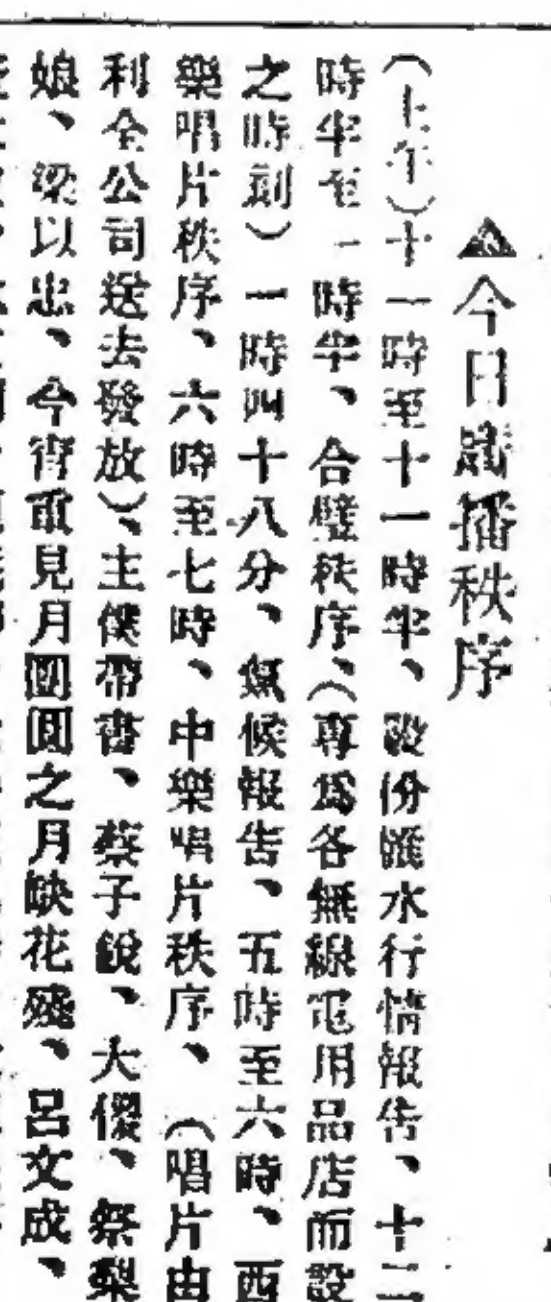 ▲今日廣播秩序
(上午)十一時至十一時半、股份匯水行情報告、十二
時半至一時半、合璧秩序、(專爲各無線電用品店而設
之時刻)一時四十八分、氣候報告、五時至六時、西
樂唱片秩序、六時至七時、中樂唱片秩序、(唱片由
利全公司送去發放)、主僕帶書、蔡子銳、大傻、祭梨
娘、梁以忠、今宵重見月團圓之月缺花殘、呂文成、